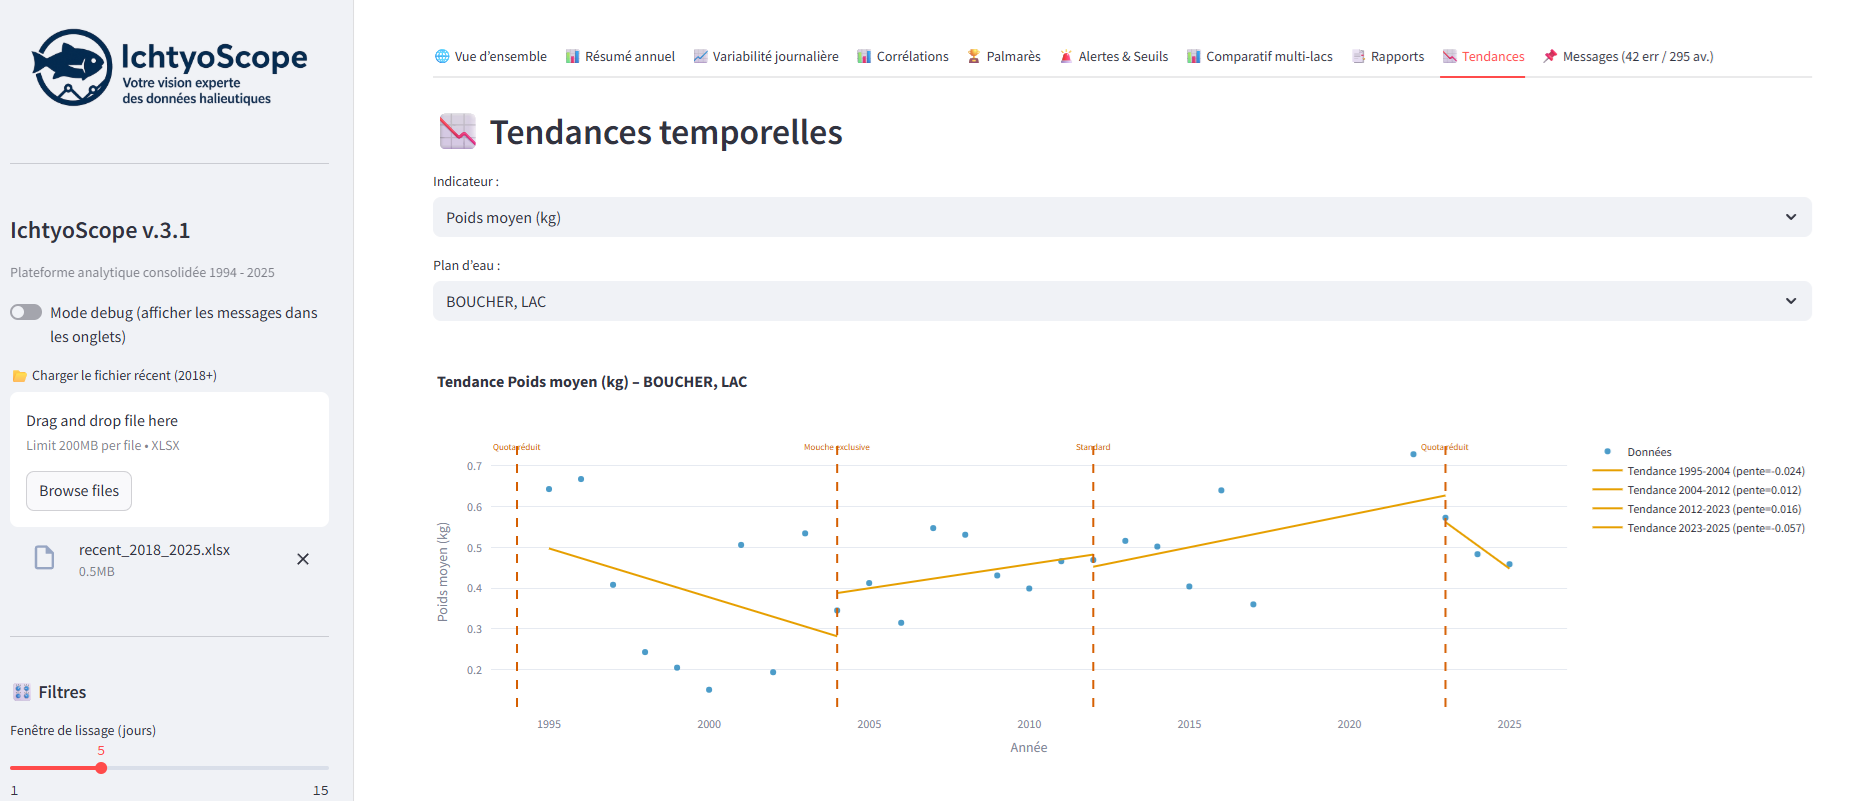 IchtyoScope
Votre vision experte
des données halieutiques
IchtyoScope v.3.1
Plateforme analytique consolidée 1994 - 2025
Mode debug (afficher les messages dans
les onglets)
Charger le fichier récent (2018+)
Drag and drop file here
Limit 200MB per file • XLSX
Browse files
recent_2018_2025.xlsx
0.5MB
Filtres
Fenêtre de lissage (jours)
5
1 15
Vue d'ensemble Résumé annuel Variabilité journalière Corrélations Palmarès Alertes & Seuils Comparatif multi-lacs Rapports Tendances Messages (42 err / 295 av.)
Tendances temporelles
Indicateur :
Poids moyen (kg)
Plan d'eau :
BOUCHER, LAC
Tendance Poids moyen (kg) – BOUCHER, LAC
Quota réduit Mouche exclusive Standard Quota réduit
0.7
0.6
0.5
0.4
0.3
0.2
Poids moyen (kg)
1995 2000 2005 2010 2015 2020 2025
Année
Données
Tendance 1995-2004 (pente=-0.024)
Tendance 2004-2012 (pente=0.012)
Tendance 2012-2023 (pente=0.016)
Tendance 2023-2025 (pente=-0.057)